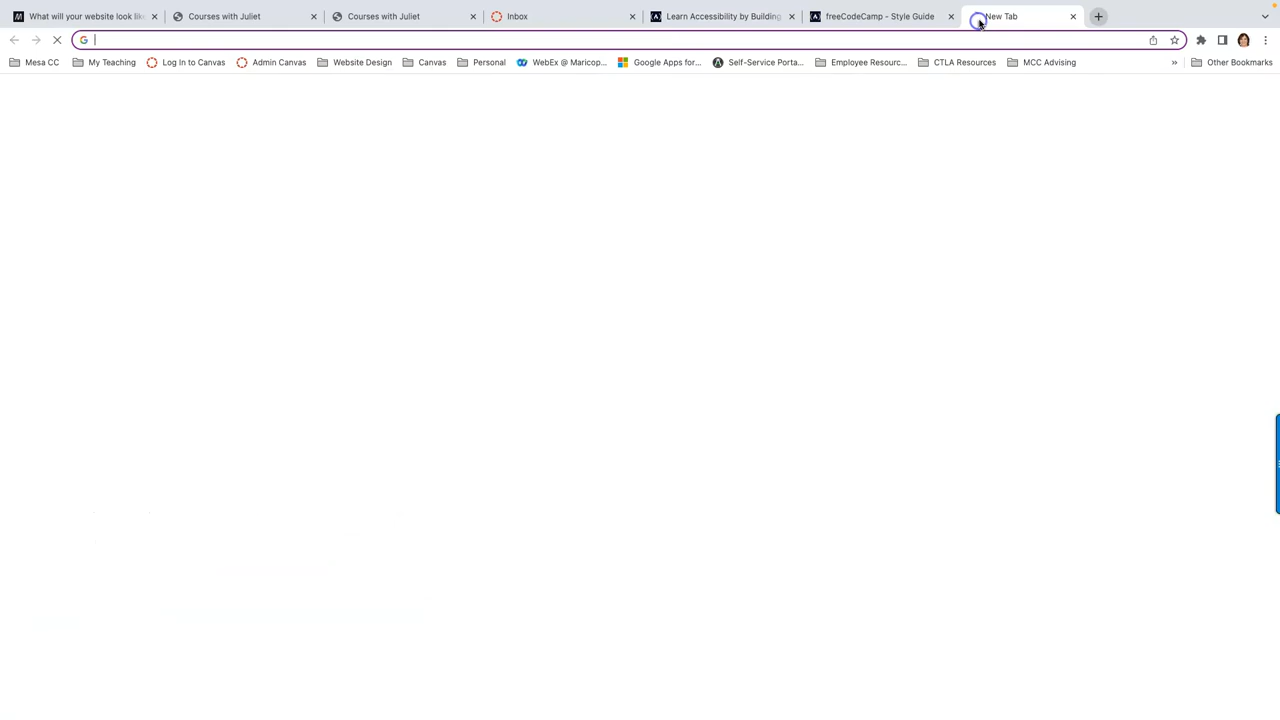 What will your website look lik Courses with Juliet Courses with Juliet Inbox Learn Accessibility by Building freeCodeCamp - Style Guide New Tab
Mesa CC My Teaching Log In to Canvas Admin Canvas Website Design Canvas Personal WebEx @ Maricop... Google Apps for... Self-Service Porta... Employee Resourc... CTLA Resources MCC Advising » Other Bookmarks